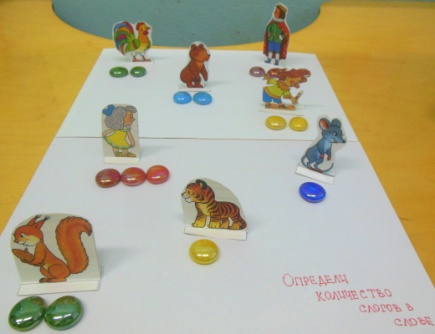 Определи
количество
слогов в
слове